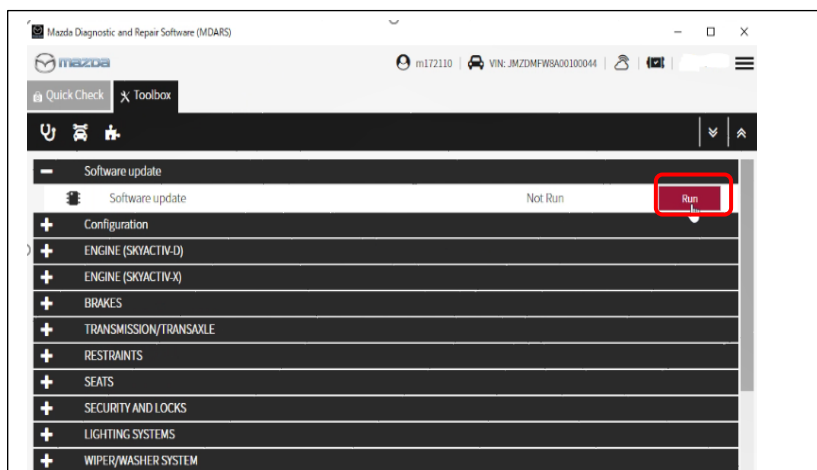 Mazda Diagnostic and Repair Software (MDARS)
mazda m172110 VIN: JMZDMFW8A00100044
Quick Check Toolbox
Software update
Software update Not Run Run
Configuration
ENGINE (SKYACTIV-D)
ENGINE (SKYACTIV-X)
BRAKES
TRANSMISSION/TRANSAXLE
RESTRAINTS
SEATS
SECURITY AND LOCKS
LIGHTING SYSTEMS
WIPER/WASHER SYSTEM